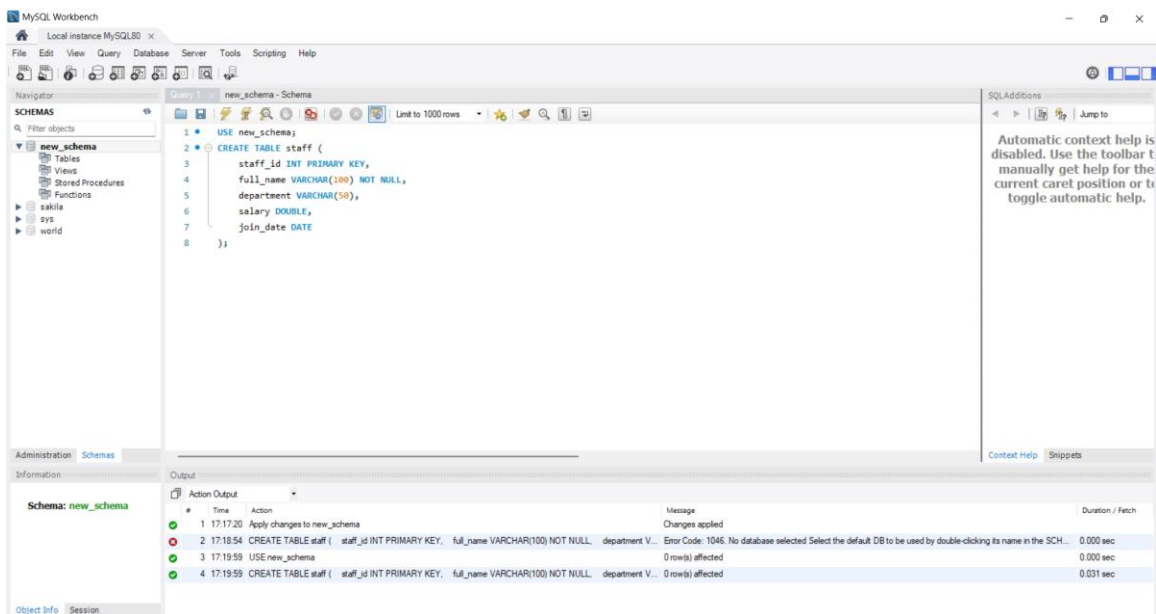 MySQL Workbench
Local instance MySQL80
File Edit View Query Database Server Tools Scripting Help
Navigator
SCHEMAS
Filter objects
new_schema
Tables
Views
Stored Procedures
Functions
sakila
sys
world
Administration Schemas
Information
Schema: new_schema
Object Info Session
Query 1 new_schema - Schema
Limit to 1000 rows
1 USE new_schema;
2 CREATE TABLE staff (
3 staff_id INT PRIMARY KEY,
4 full_name VARCHAR(100) NOT NULL,
5 department VARCHAR(50),
6 salary DOUBLE,
7 join_date DATE
8 );
SQLAdditions
Jump to
Automatic context help is
disabled. Use the toolbar t
manually get help for the
current caret position or t
toggle automatic help.
Context Help Snippets
Output
Action Output
# Time Action Message Duration / Fetch
1 17:17:20 Apply changes to new_schema Changes applied
2 17:18:54 CREATE TABLE staff ( staff_id INT PRIMARY KEY, full_name VARCHAR(100) NOT NULL, department V... Error Code: 1046. No database selected Select the default DB to be used by double-clicking its name in the SCH... 0.000 sec
3 17:19:59 USE new_schema 0 row(s) affected 0.000 sec
4 17:19:59 CREATE TABLE staff ( staff_id INT PRIMARY KEY, full_name VARCHAR(100) NOT NULL, department V... 0 row(s) affected 0.031 sec